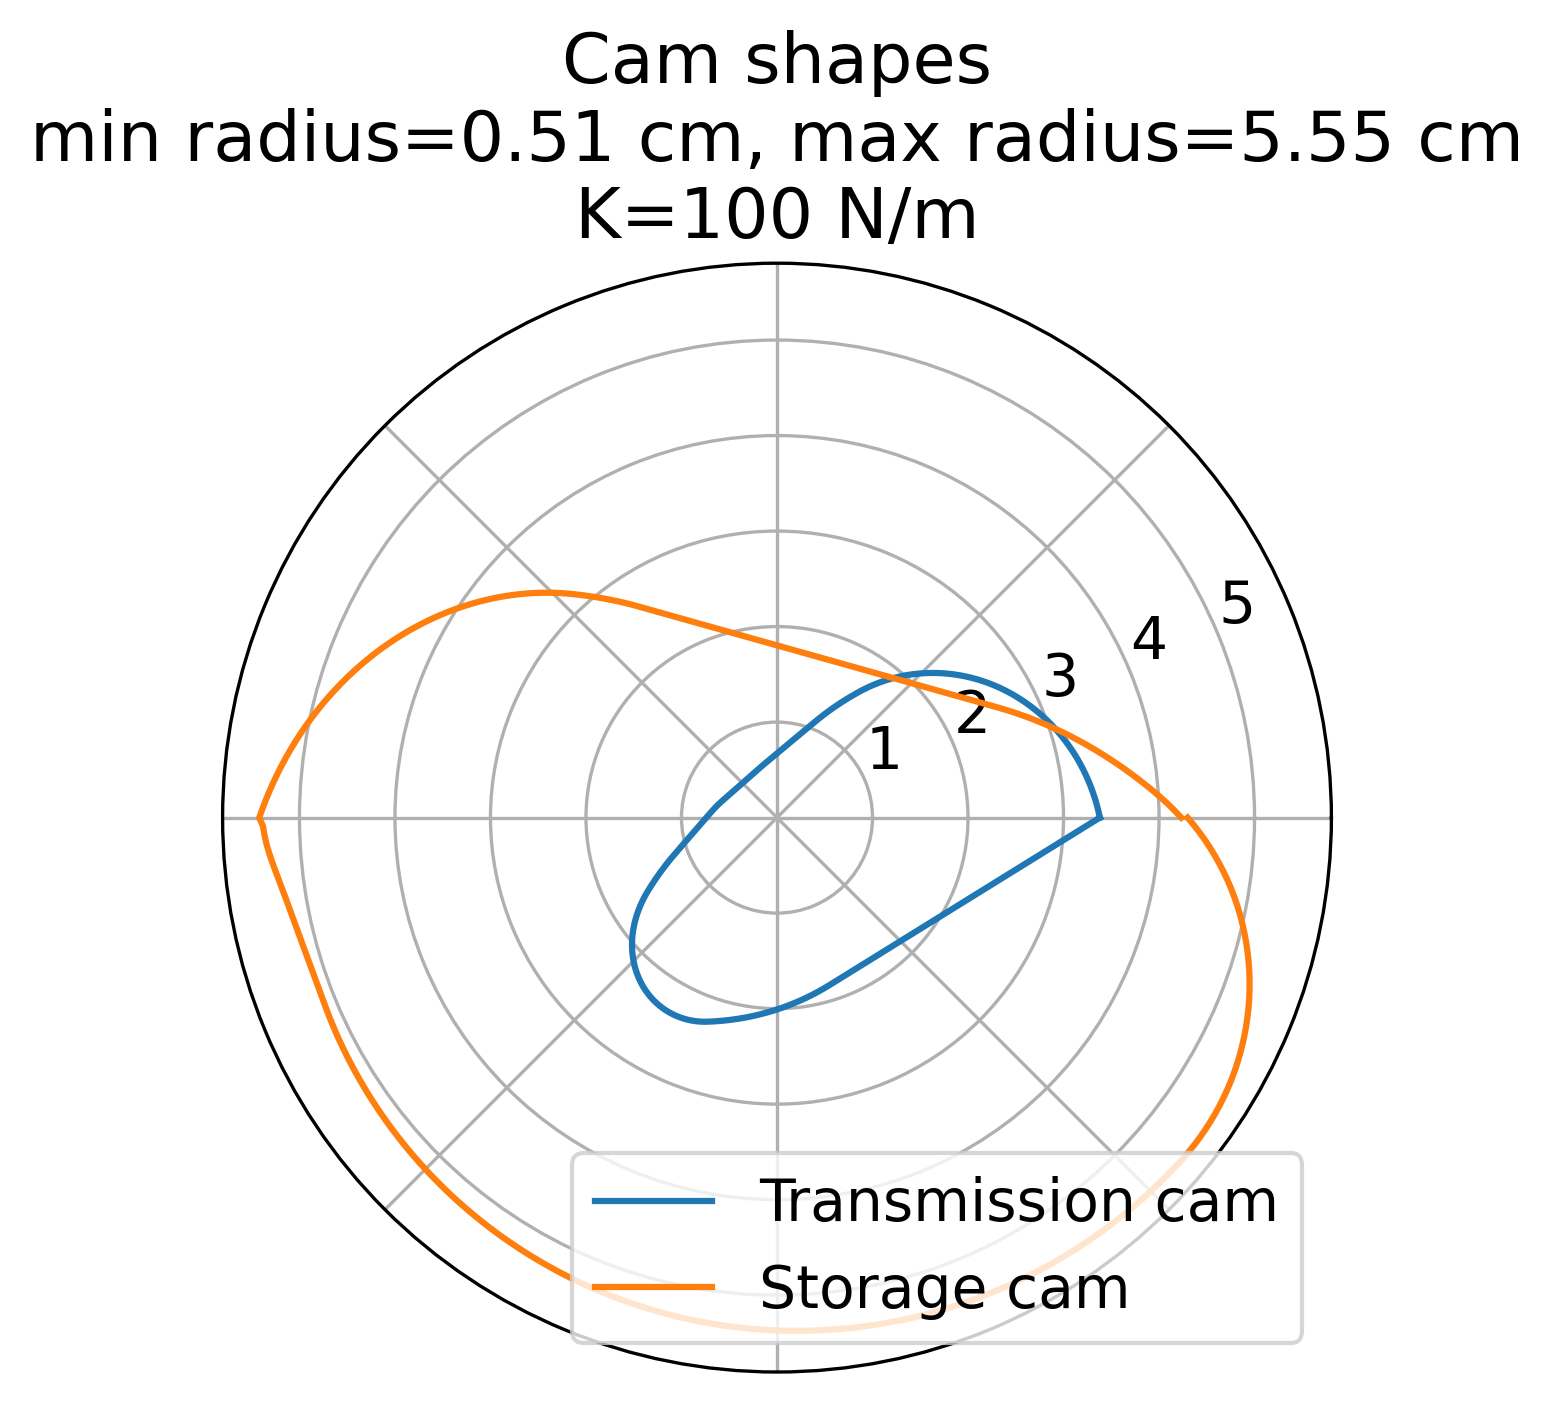 Cam shapes
min radius=0.51 cm, max radius=5.55 cm
K=100 N/m
5
4
3
2
1
Transmission cam
Storage cam